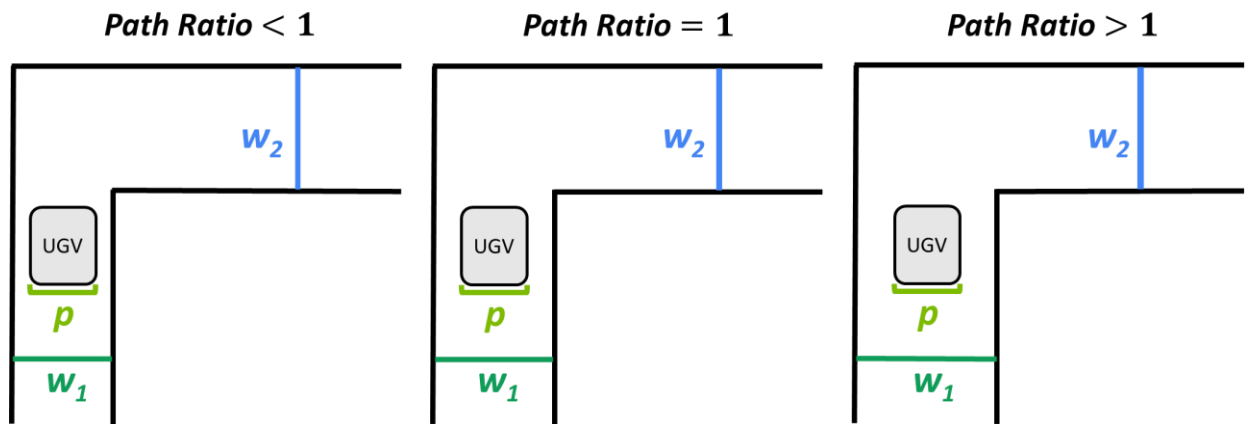 Path Ratio < 1
Path Ratio = 1
Path Ratio > 1
w₂
w₂
w₂
UGV
UGV
UGV
p
p
p
w₁
w₁
w₁